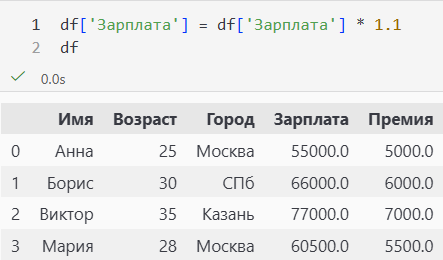 1 df['Зарплата'] = df['Зарплата'] * 1.1
2 df
0.0s
Имя Возраст Город Зарплата Премия
0 Анна 25 Москва 55000.0 5000.0
1 Борис 30 СПб 66000.0 6000.0
2 Виктор 35 Казань 77000.0 7000.0
3 Мария 28 Москва 60500.0 5500.0